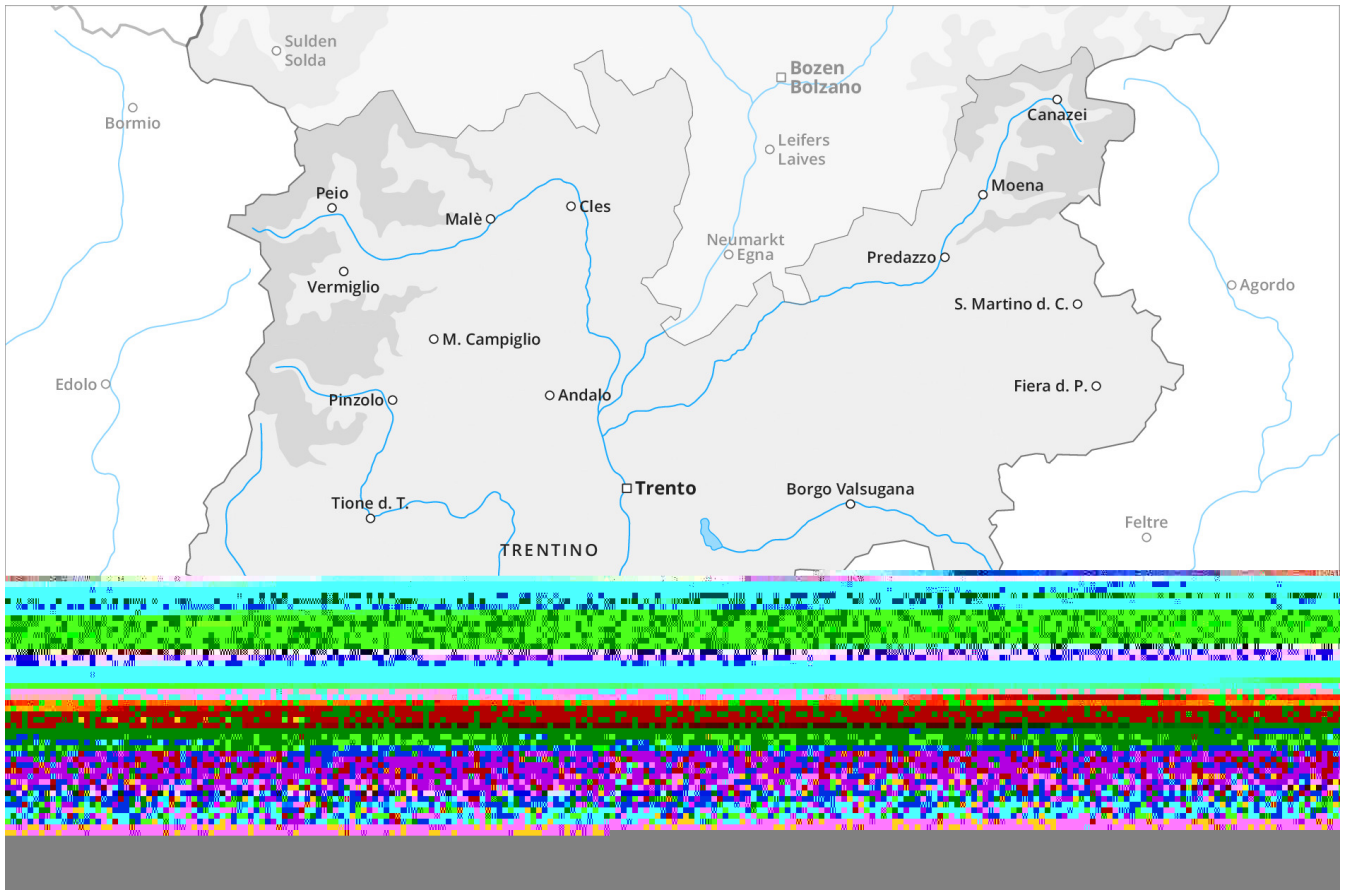 Sulden
Solda
Bozen
Bolzano
Bormio
Canazei
Leifers
Laives
Peio
Moena
Malè
Cles
Neumarkt
Egna
Predazzo
Vermiglio
Agordo
S. Martino d. C.
M. Campiglio
Edolo
Fiera d. P.
Pinzolo
Andalo
Trento
Borgo Valsugana
Tione d. T.
Feltre
TRENTINO